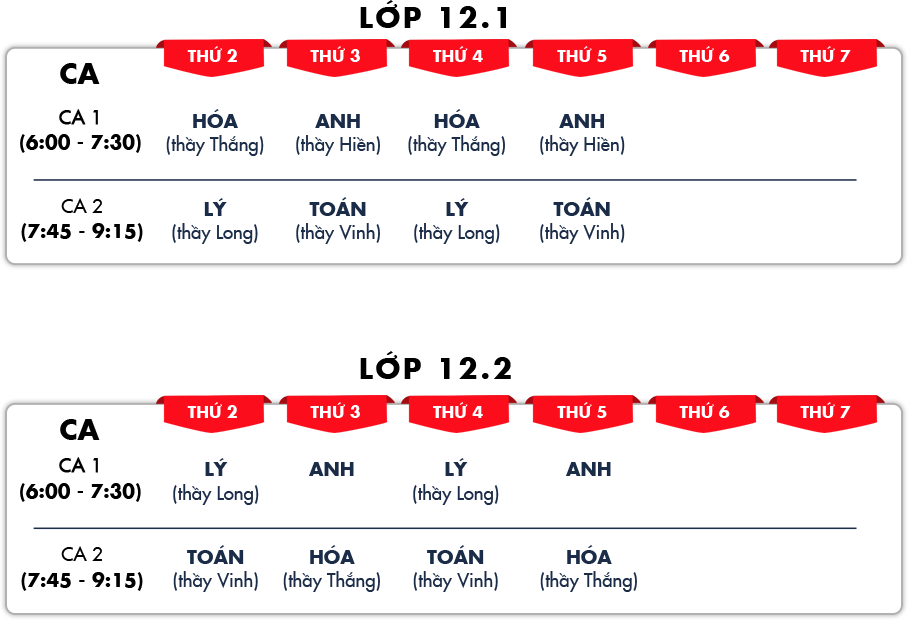 LỚP 12.1
THỨ 2 THỨ 3 THỨ 4 THỨ 5 THỨ 6 THỨ 7
CA
CA 1 HÓA ANH HÓA ANH
(6:00 - 7:30) (thầy Thắng) (thầy Hiền) (thầy Thắng) (thầy Hiền)
CA 2 LÝ TOÁN LÝ TOÁN
(7:45 - 9:15) (thầy Long) (thầy Vinh) (thầy Long) (thầy Vinh)
LỚP 12.2
THỨ 2 THỨ 3 THỨ 4 THỨ 5 THỨ 6 THỨ 7
CA
CA 1 LÝ ANH LÝ ANH
(6:00 - 7:30) (thầy Long) (thầy Long)
CA 2 TOÁN HÓA TOÁN HÓA
(7:45 - 9:15) (thầy Vinh) (thầy Thắng) (thầy Vinh) (thầy Thắng)